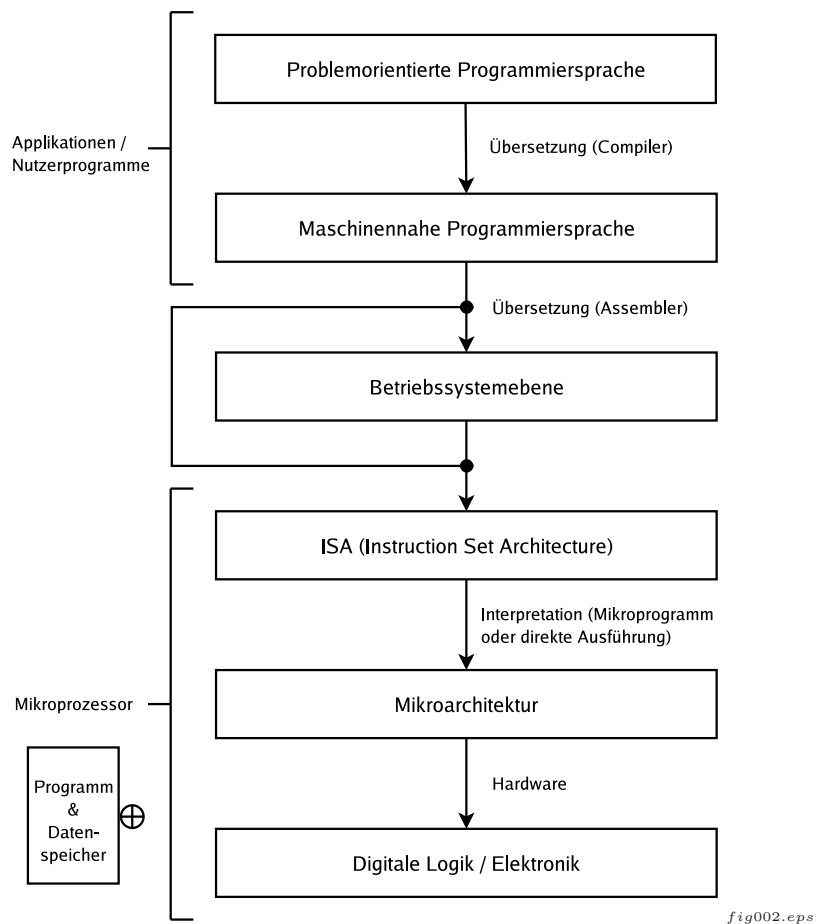 Problemorientierte Programmiersprache
Applikationen /
Nutzerprogramme
Übersetzung (Compiler)
Maschinennahe Programmiersprache
Übersetzung (Assembler)
Betriebssystemebene
ISA (Instruction Set Architecture)
Interpretation (Mikroprogramm
oder direkte Ausführung)
Mikroprozessor
Mikroarchitektur
Hardware
Programm
&
Daten-
speicher
Digitale Logik / Elektronik
fig002.eps